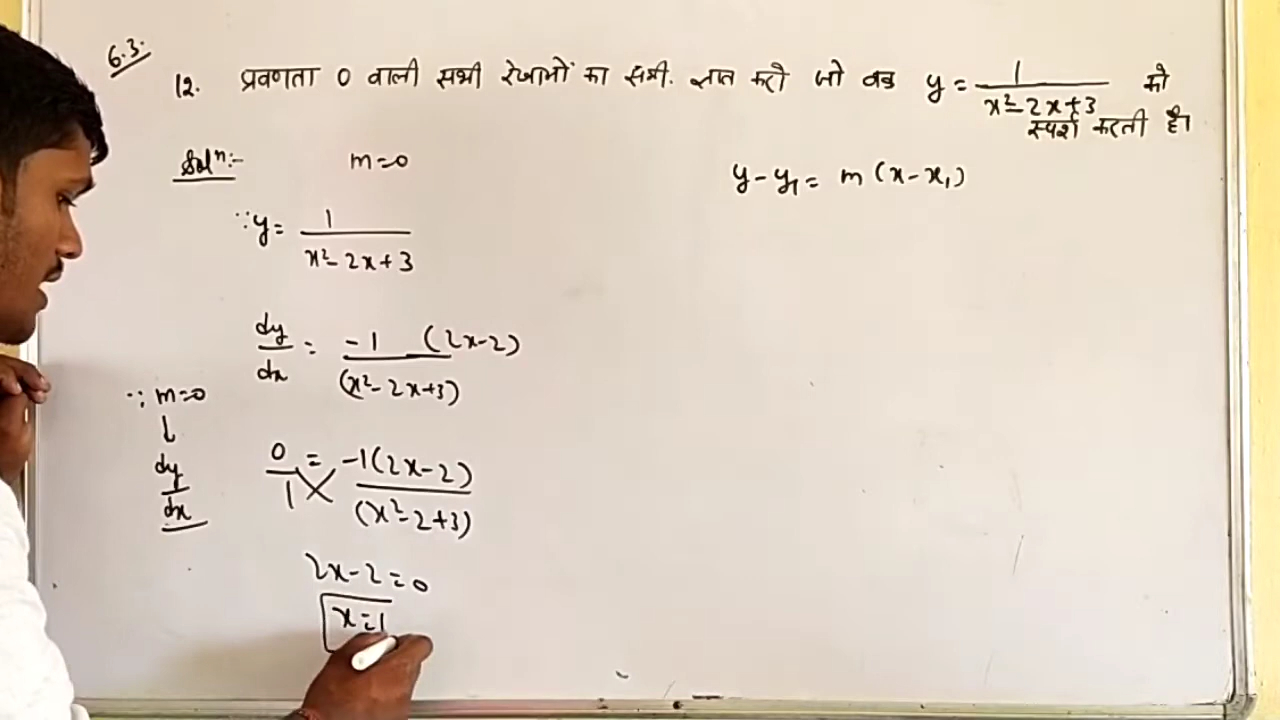 6.3.
12. प्रवणता 0 वाली सभी रेखाओं का समी. ज्ञात करो जो वक्र y = 1/(x²-2x+3) को
स्पर्श करती है।
Solⁿ:- m=0
y-y₁ = m(x-x₁)
∵ y = 1/(x²-2x+3)
dy/dx = -1 (2x-2)/(x²-2x+3)
∵ m=0
↓
dy/dx
0/1 = -1(2x-2)/(x²-2+3)
2x-2=0
x=1